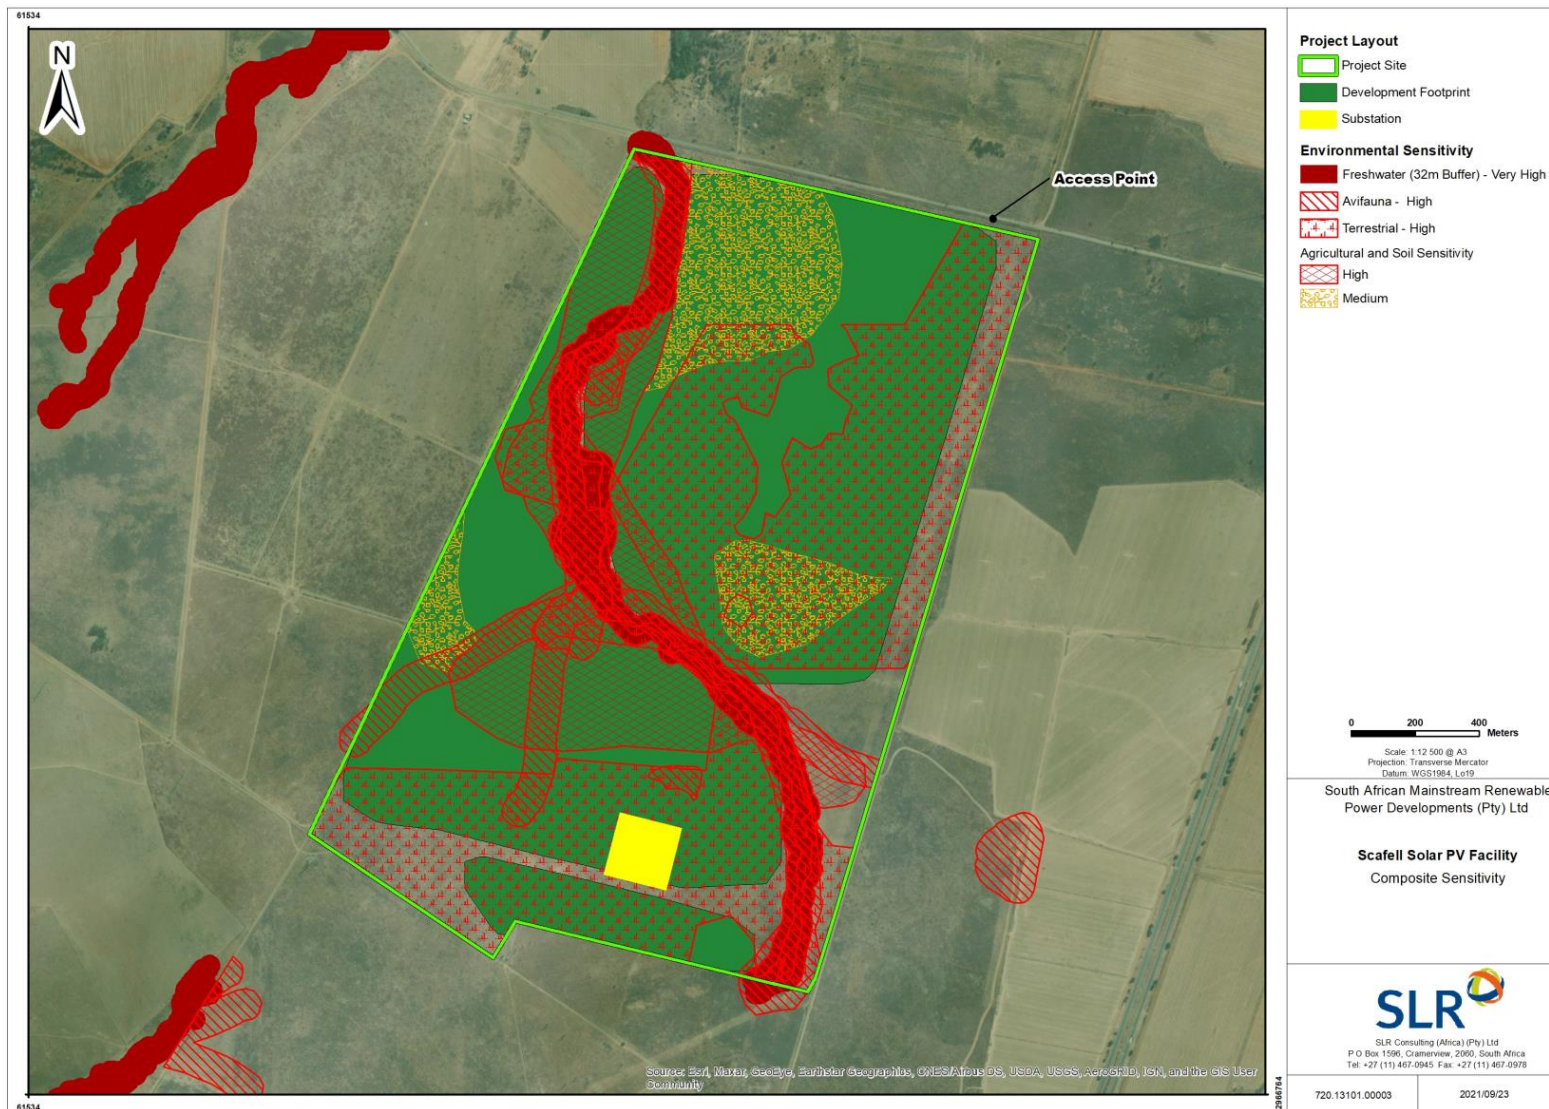 61534
N
Access Point
Source: Esri, Maxar, GeoEye, Earthstar Geographics, CNES/Airbus DS, USDA, USGS, AeroGRID, IGN, and the GIS User
Community
61534
2966764
Project Layout
Project Site
Development Footprint
Substation
Environmental Sensitivity
Freshwater (32m Buffer) - Very High
Avifauna - High
Terrestrial - High
Agricultural and Soil Sensitivity
High
Medium
0 200 400
Meters
Scale: 1:12 500 @ A3
Projection: Transverse Mercator
Datum: WGS1984, Lo19
South African Mainstream Renewable
Power Developments (Pty) Ltd
Scafell Solar PV Facility
Composite Sensitivity
SLR
SLR Consulting (Africa) (Pty) Ltd
P O Box 1596, Cramerview, 2060, South Africa
Tel: +27 (11) 467-0945 Fax: +27 (11) 467-0978
720.13101.00003
2021/09/23